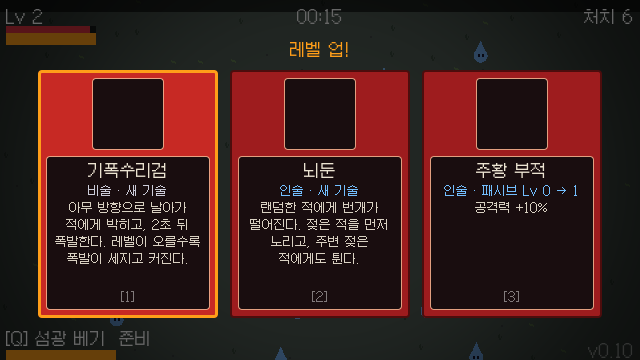 Lv 2
00:15
처치 6
레벨 업!
기폭수리검
비술 · 새 기술
아무 방향으로 날아가
적에게 박히고, 2초 뒤
폭발한다. 레벨이 오를수록
폭발이 세지고 커진다.
[1]
뇌둔
인술 · 새 기술
랜덤한 적에게 번개가
떨어진다. 젖은 적을 먼저
노리고, 주변 젖은
적에게도 튄다.
[2]
주황 부적
인술 · 패시브 Lv 0 → 1
공격력 +10%
[3]
[Q] 섬광 베기 준비
v0.10